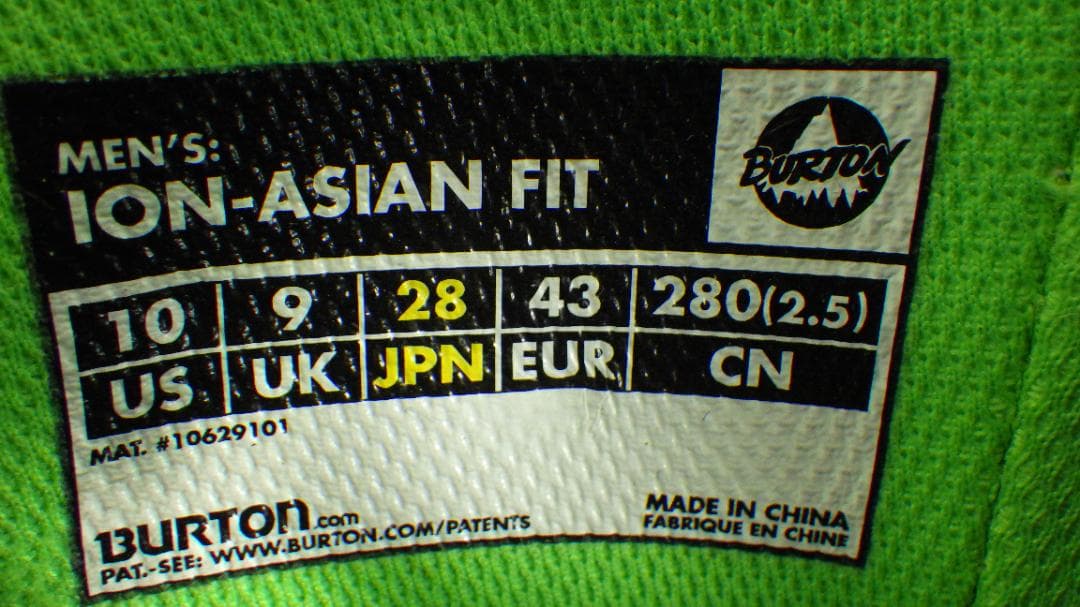 MEN'S:
ION-ASIAN FIT
BURTON
10 9 28 43 280(2.5)
US UK JPN EUR CN
MAT. #10629101
BURTON.com
PAT.-SEE: WWW.BURTON.COM/PATENTS
MADE IN CHINA
FABRIQUE EN CHINE